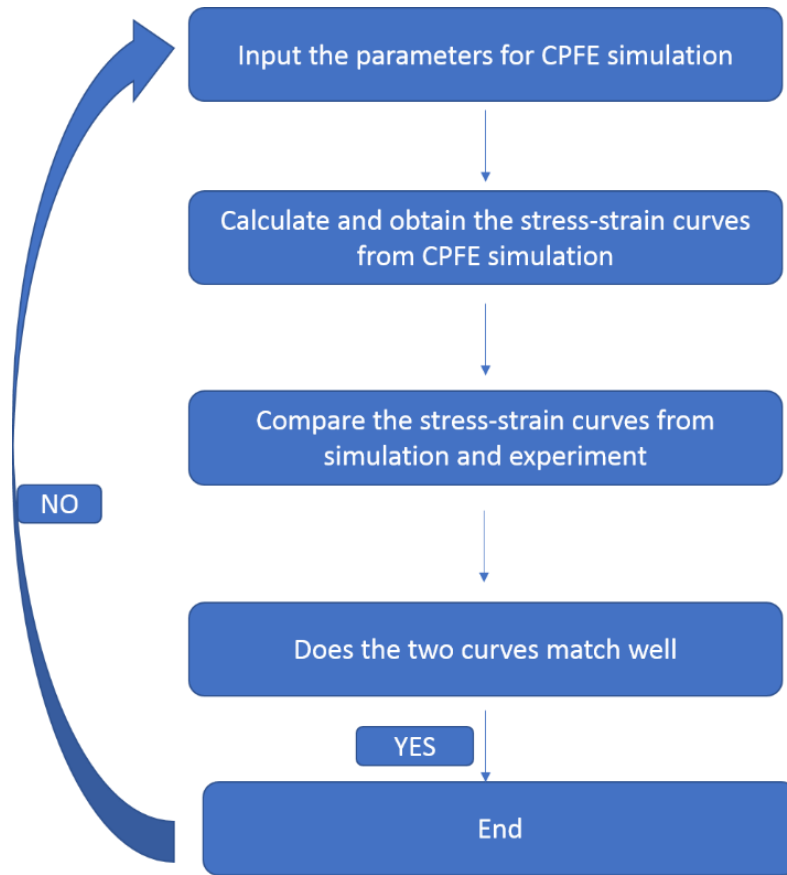 Input the parameters for CPFE simulation
Calculate and obtain the stress-strain curves
from CPFE simulation
Compare the stress-strain curves from
simulation and experiment
NO
Does the two curves match well
YES
End